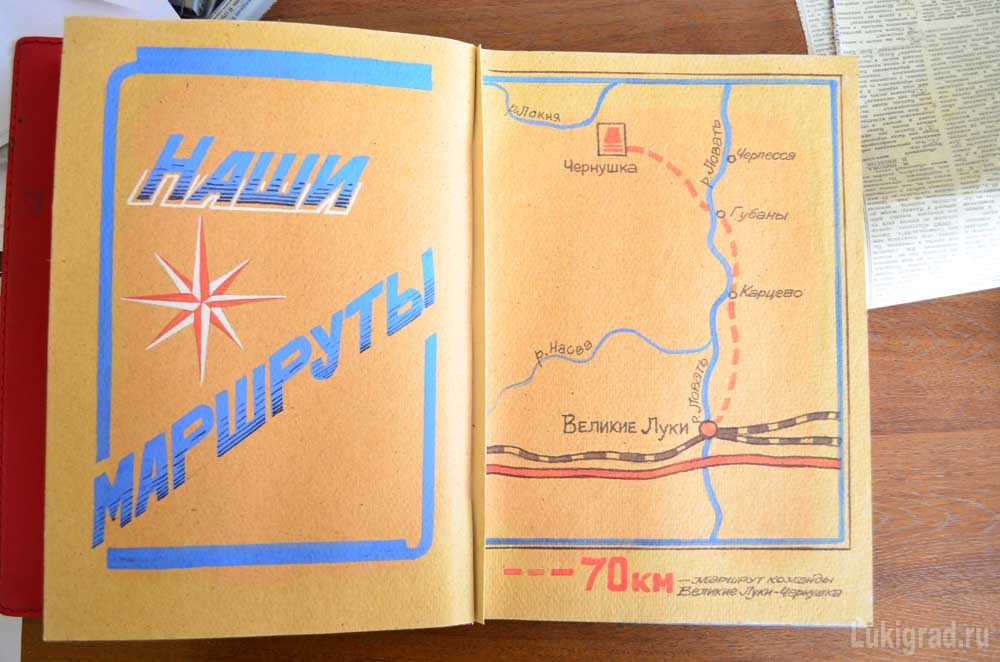 НАШИ
МАРШРУТЫ
р. Локня
Чернушка
р. Ловать
Черпесса
Губаны
Карцево
р. Насва
р. Ловать
Великие Луки
70км
– маршрут команды
Великие Луки-Чернушка
Lukigrad.ru